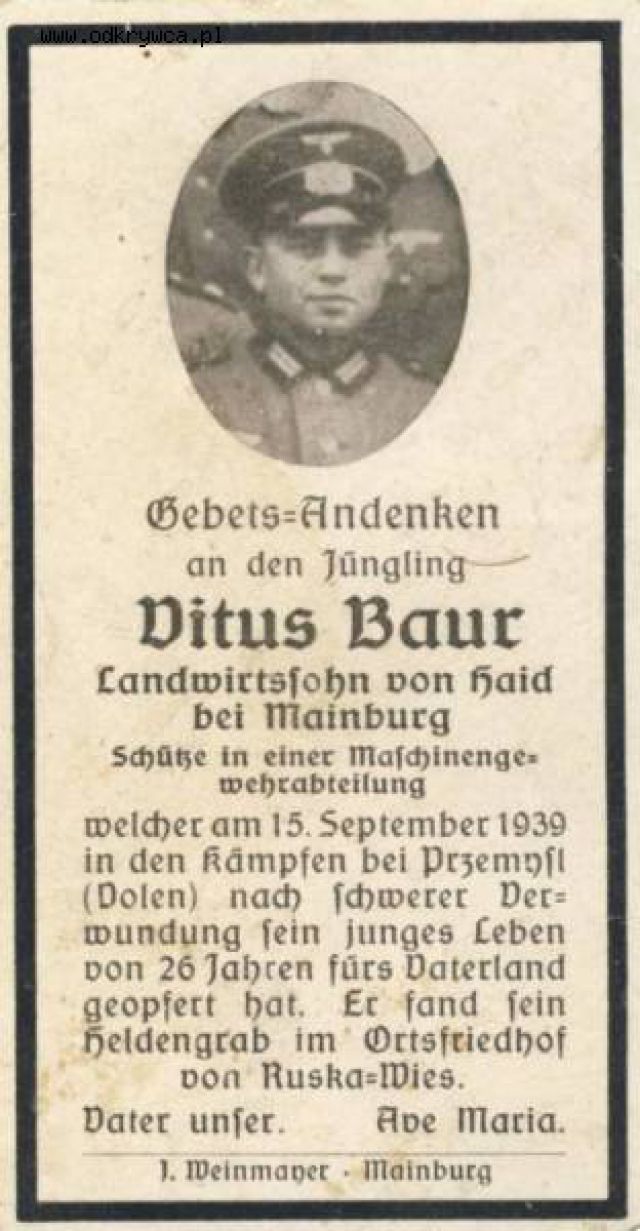 www.odkrywca.pl
Gebets=Andenken
an den Jüngling
Vitus Baur
Landwirtsſohn von Haid
bei Mainburg
Schütze in einer Maſchinenge=
wehrabteilung
welcher am 15. September 1939
in den Kämpfen bei Przemyſl
(Polen) nach ſchwerer Ver=
wundung ſein junges Leben
von 26 Jahren fürs Vaterland
geopfert hat. Er fand ſein
Heldengrab im Ortsfriedhof
von Ruska=Wies.
Vater unſer. Ave Maria.
J. Weinmayer · Mainburg